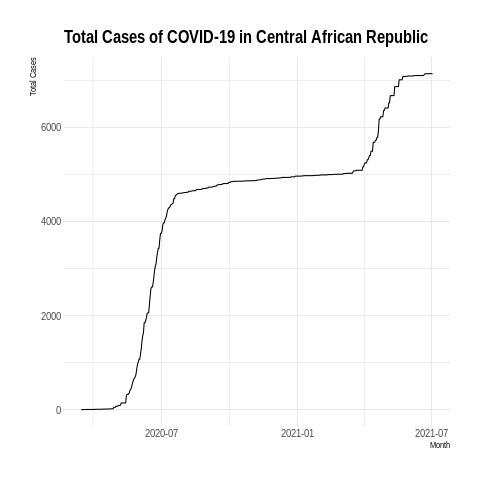 Total Cases of COVID-19 in Central African Republic
Total Cases
6000
4000
2000
0
2020-07
2021-01
2021-07
Month